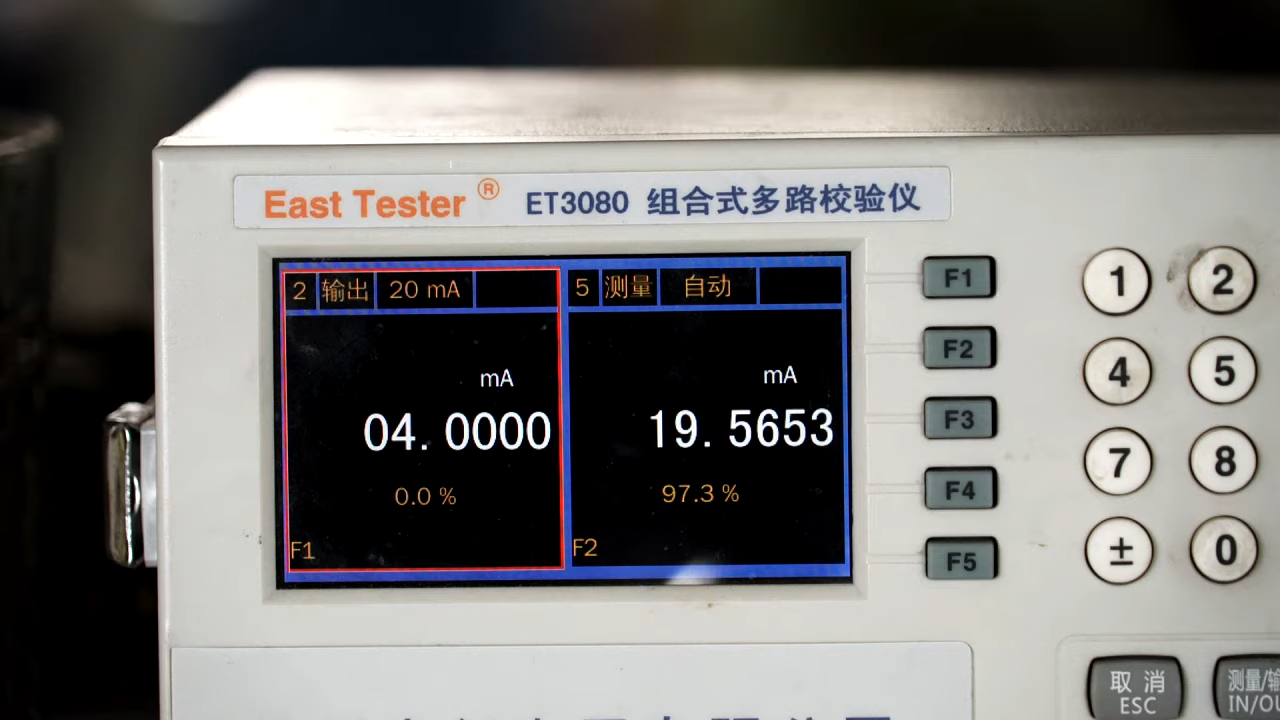 East Tester ® ET3080 组合式多路校验仪
2 输出 20 mA
mA
04.0000
0.0 %
F1
5 测量 自动
mA
19.5653
97.3 %
F2
F1
F2
F3
F4
F5
1 2
4 5
7 8
± 0
取消
ESC
测量/
IN/